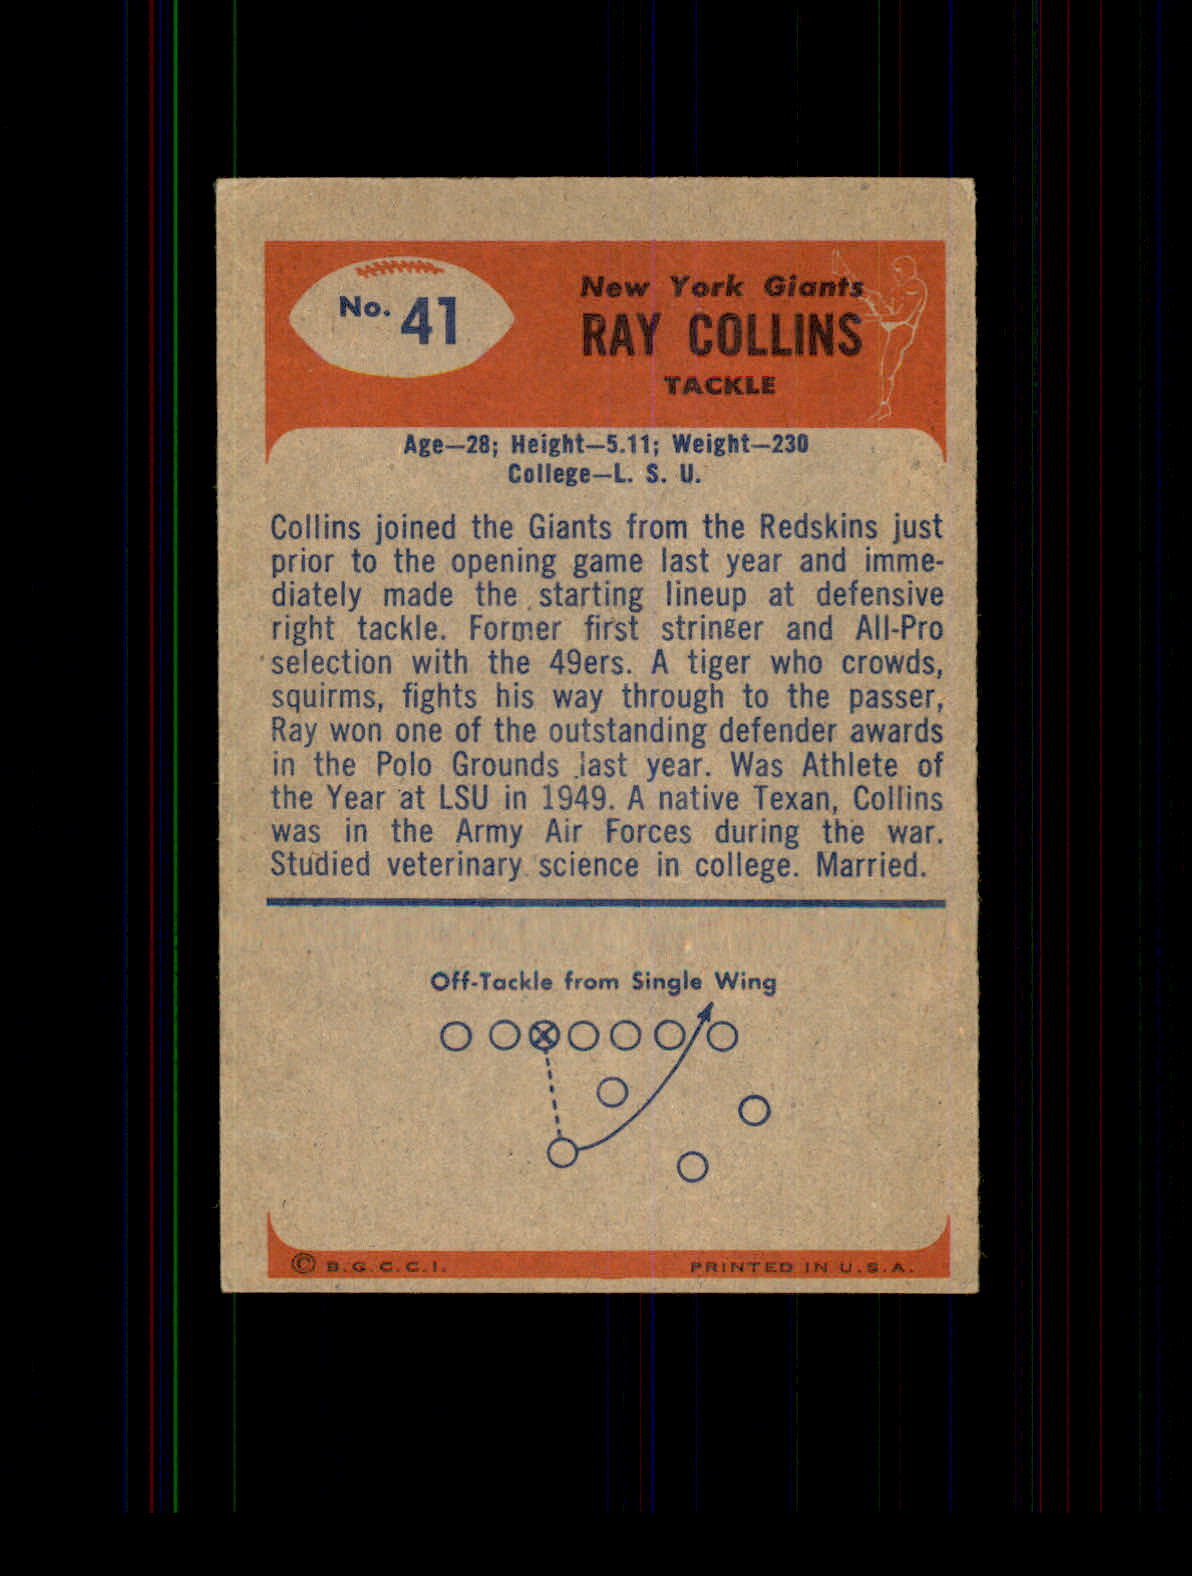 No. 41
New York Giants
RAY COLLINS
TACKLE
Age—28; Height—5.11; Weight—230
College—L. S. U.
Collins joined the Giants from the Redskins just
prior to the opening game last year and imme-
diately made the starting lineup at defensive
right tackle. Former first stringer and All-Pro
selection with the 49ers. A tiger who crowds,
squirms, fights his way through to the passer,
Ray won one of the outstanding defender awards
in the Polo Grounds last year. Was Athlete of
the Year at LSU in 1949. A native Texan, Collins
was in the Army Air Forces during the war.
Studied veterinary science in college. Married.
Off-Tackle from Single Wing
© B.G.C.C.I. PRINTED IN U.S.A.